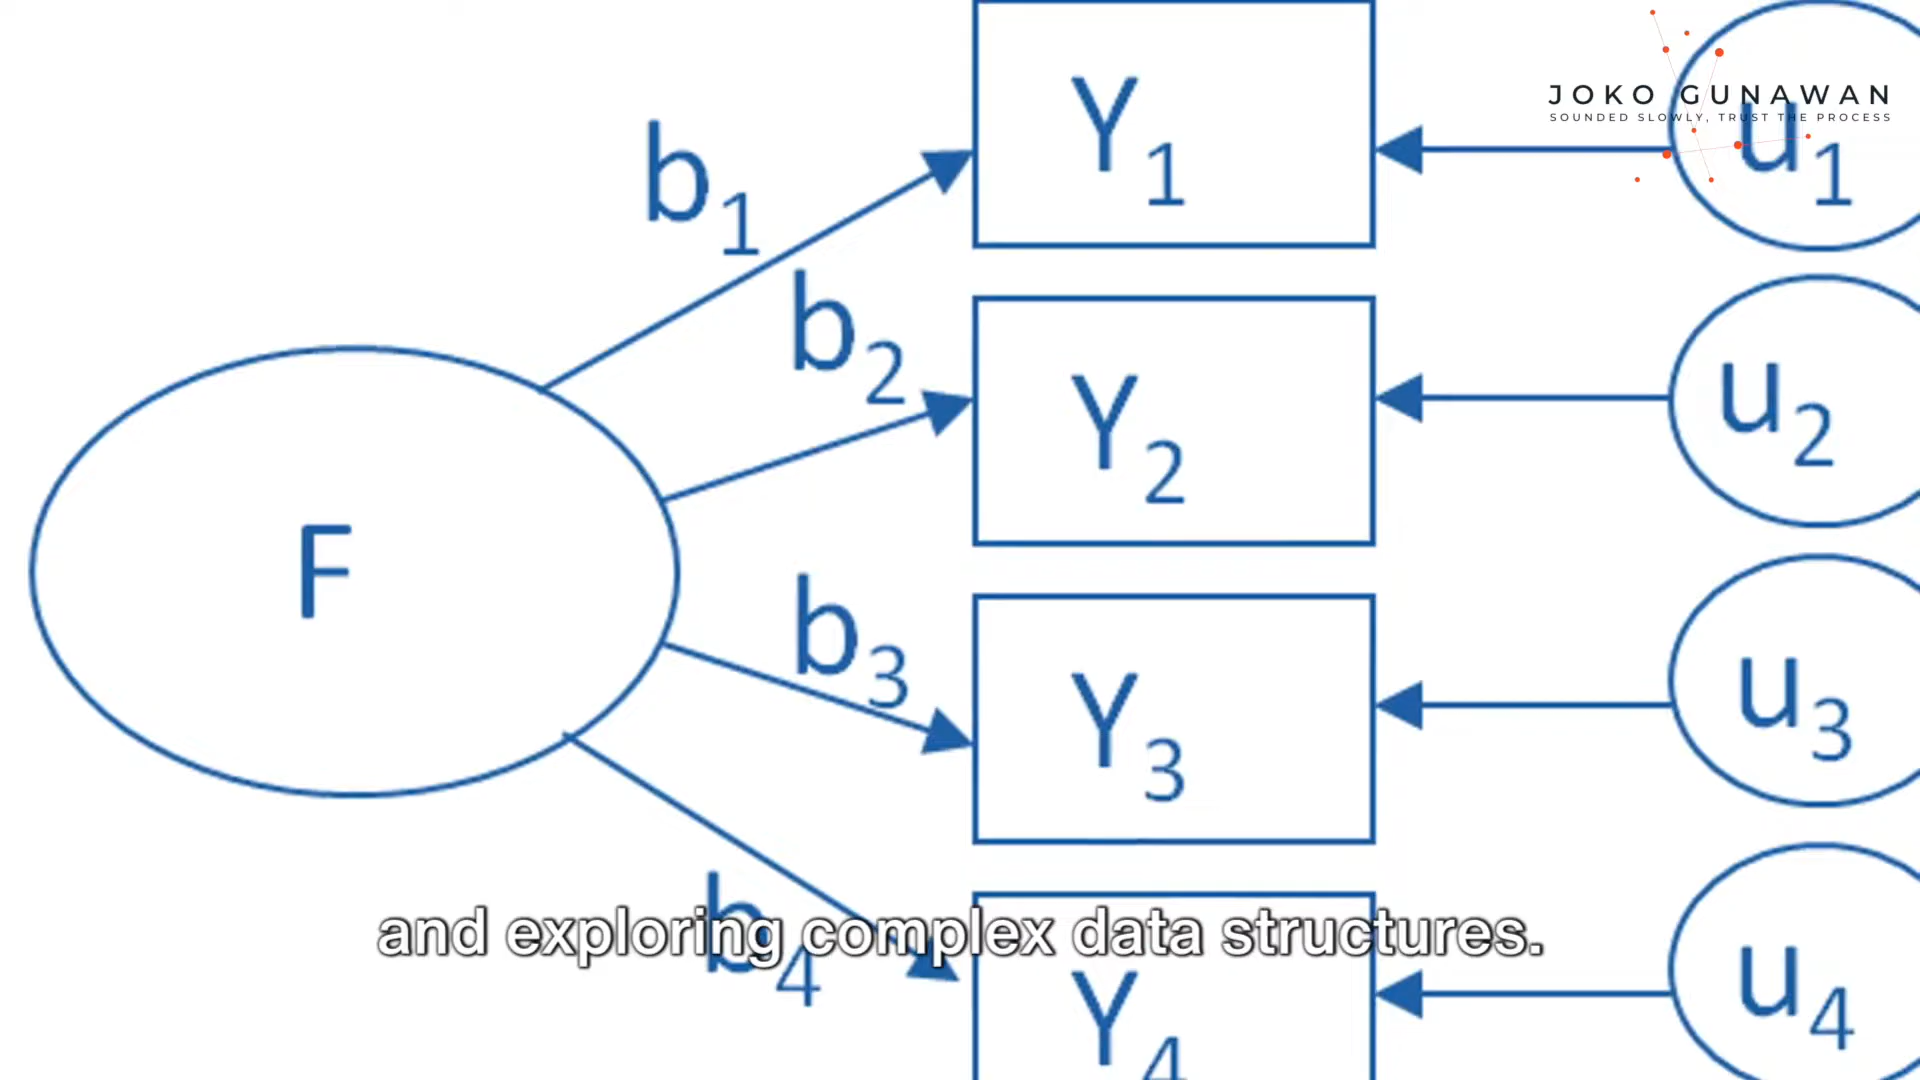 JOKO GUNAWAN
SOUNDED SLOWLY, TRUST THE PROCESS
b1
Y1
u1
b2
Y2
u2
F
b3
Y3
u3
b4
Y4
u4
and exploring complex data structures.